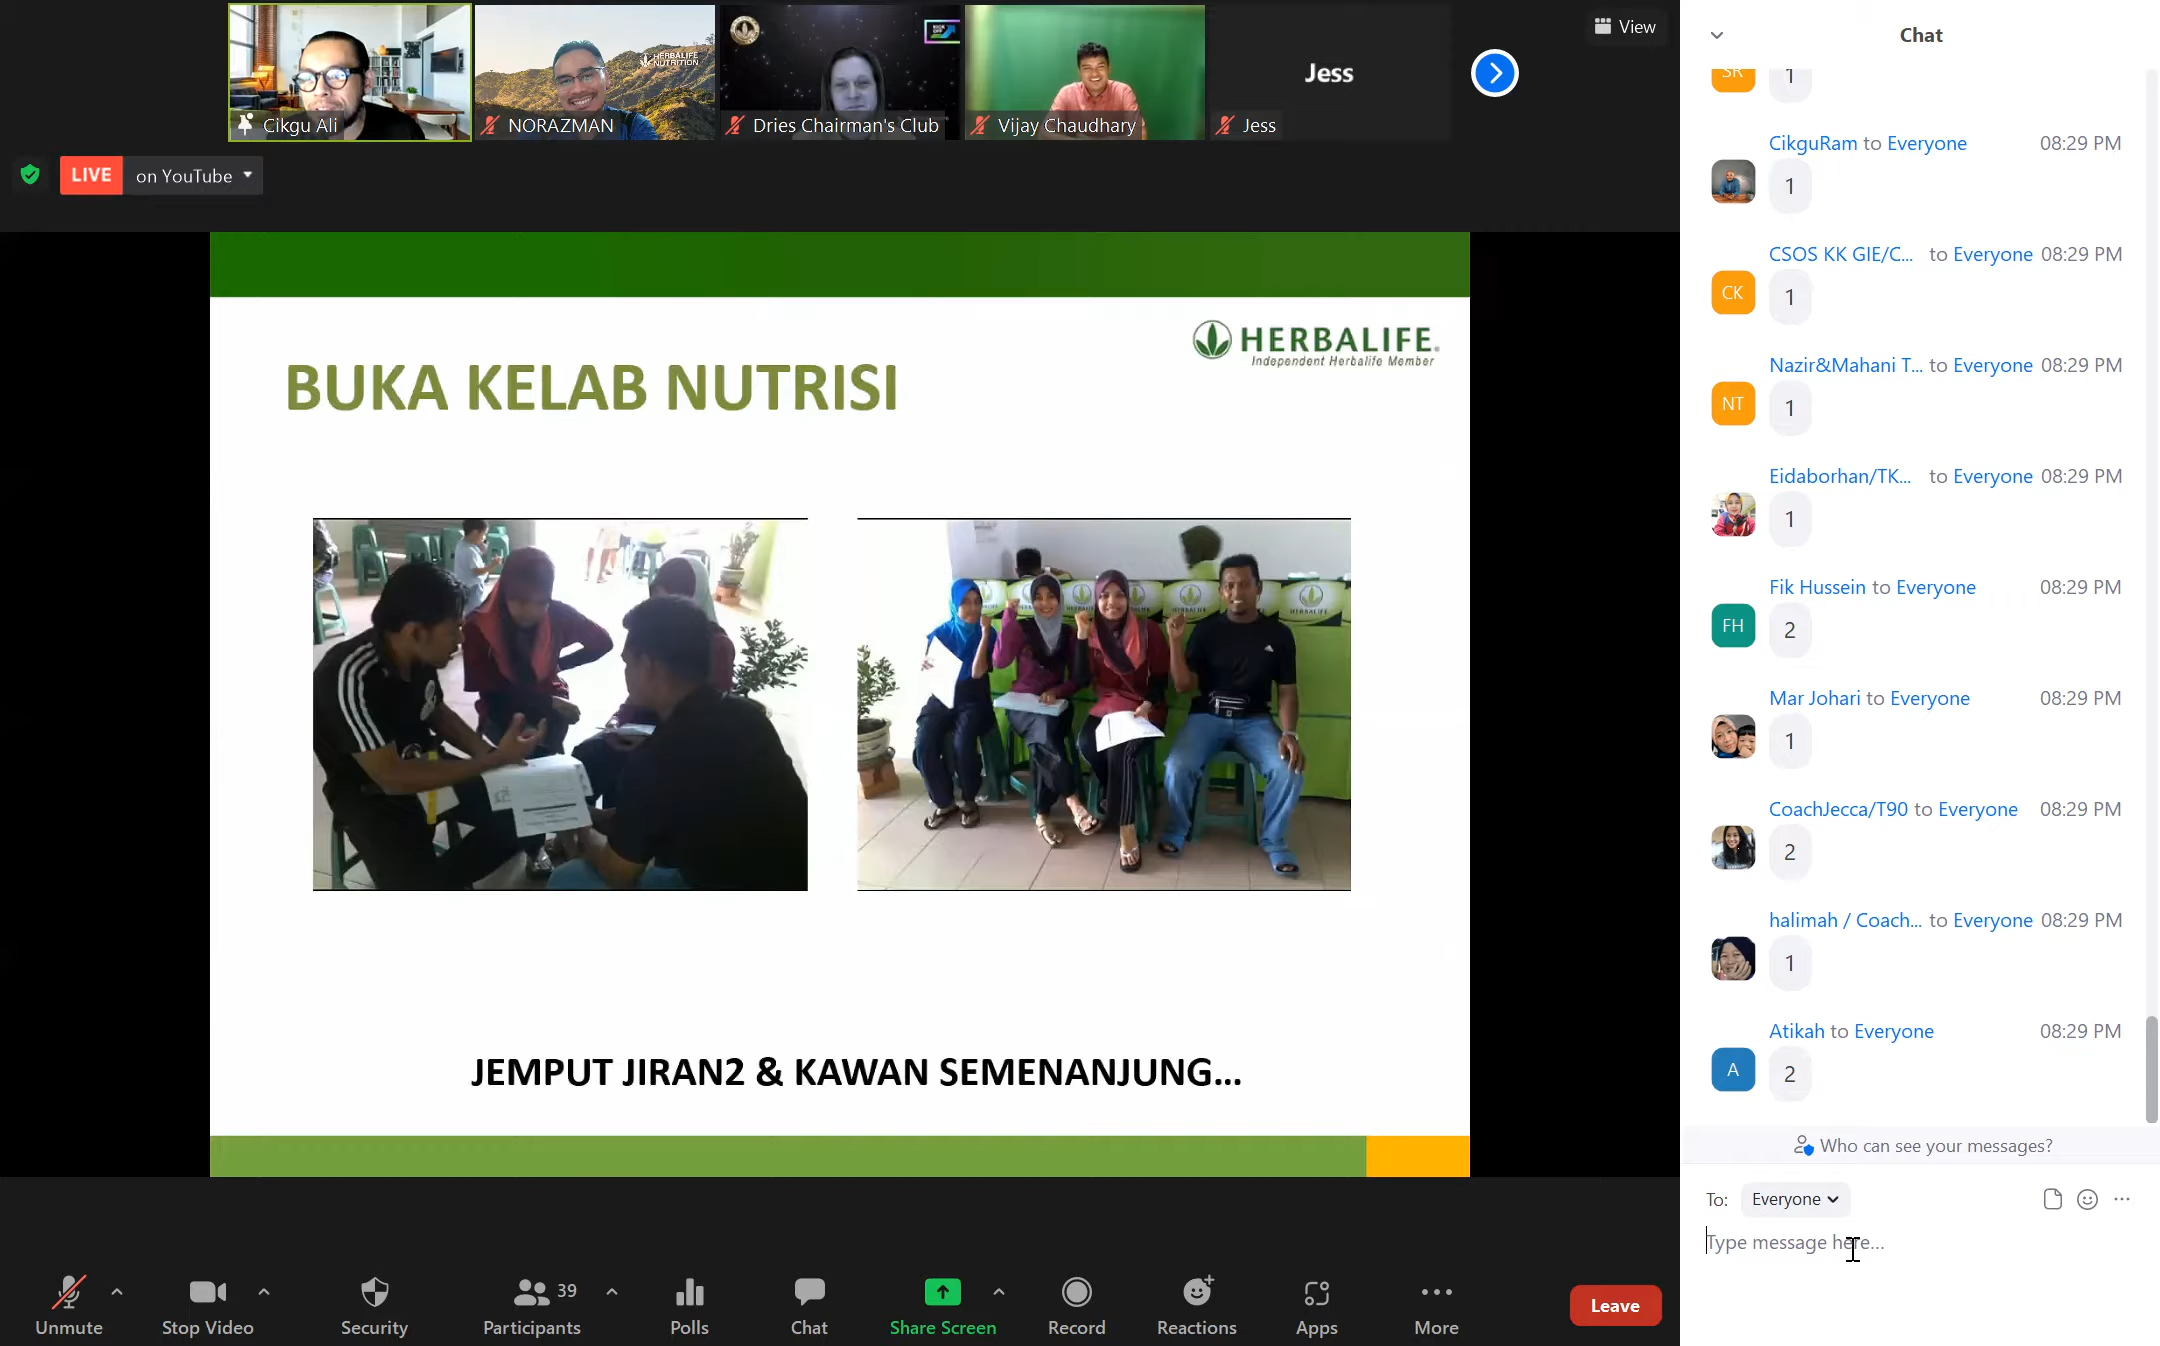 Cikgu Ali
HERBALIFE
NUTRITION
NORAZMAN
Dries Chairman's Club
Vijay Chaudhary
Jess
Jess
View
LIVE on YouTube
HERBALIFE
Independent Herbalife Member
BUKA KELAB NUTRISI
HERBALIFE
JEMPUT JIRAN2 & KAWAN SEMENANJUNG...
Unmute
Stop Video
Security
39
Participants
Polls
Chat
Share Screen
Record
Reactions
Apps
More
Leave
Chat
SR
1
CikguRam to Everyone 08:29 PM
1
CSOS KK GIE/C... to Everyone 08:29 PM
CK
1
Nazir&Mahani T... to Everyone 08:29 PM
NT
1
Eidaborhan/TK... to Everyone 08:29 PM
1
Fik Hussein to Everyone 08:29 PM
FH
2
Mar Johari to Everyone 08:29 PM
1
CoachJecca/T90 to Everyone 08:29 PM
2
halimah / Coach... to Everyone 08:29 PM
1
Atikah to Everyone 08:29 PM
A
2
Who can see your messages?
To: Everyone
Type message here...